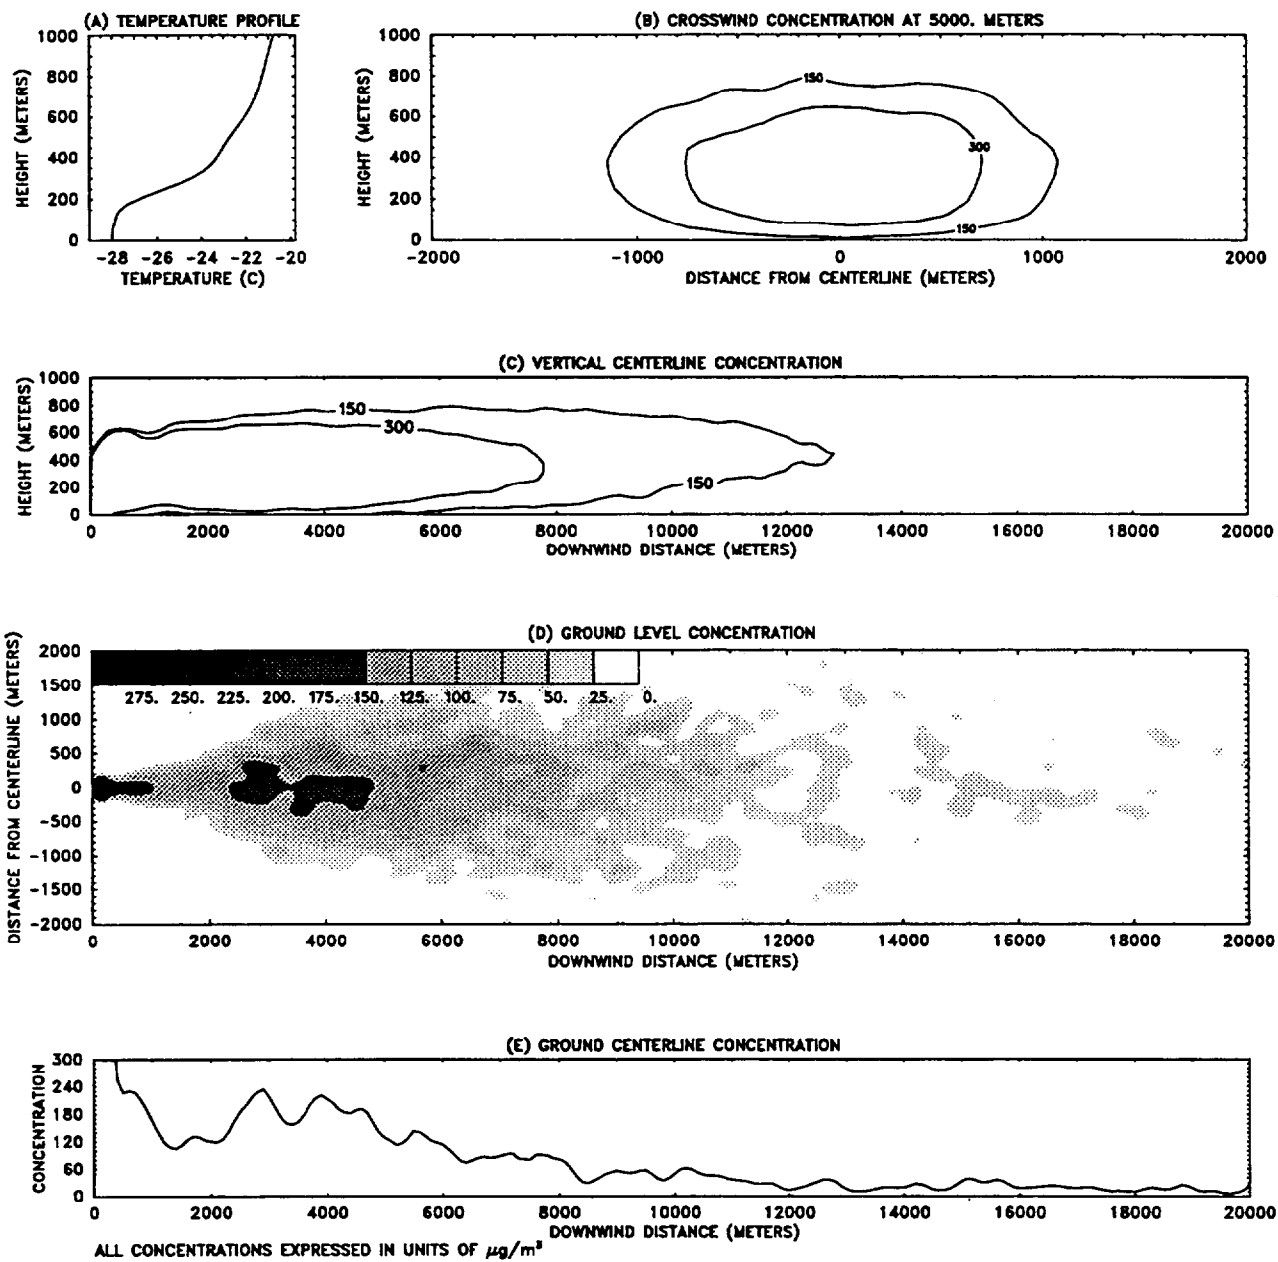 (A) TEMPERATURE PROFILE
1000
800
600
400
200
0
HEIGHT (METERS)
-28 -26 -24 -22 -20
TEMPERATURE (C)
(B) CROSSWIND CONCENTRATION AT 5000. METERS
1000
800
600
400
200
0
HEIGHT (METERS)
150
300
150
-2000 -1000 0 1000 2000
DISTANCE FROM CENTERLINE (METERS)
(C) VERTICAL CENTERLINE CONCENTRATION
1000
800
600
400
200
0
HEIGHT (METERS)
150
300
150
0 2000 4000 6000 8000 10000 12000 14000 16000 18000 20000
DOWNWIND DISTANCE (METERS)
(D) GROUND LEVEL CONCENTRATION
2000
1500
1000
500
0
-500
-1000
-1500
-2000
DISTANCE FROM CENTERLINE (METERS)
275. 250. 225. 200. 175. 150. 125. 100. 75. 50. 25. 0.
0 2000 4000 6000 8000 10000 12000 14000 16000 18000 20000
DOWNWIND DISTANCE (METERS)
(E) GROUND CENTERLINE CONCENTRATION
300
240
180
120
60
0
CONCENTRATION
0 2000 4000 6000 8000 10000 12000 14000 16000 18000 20000
DOWNWIND DISTANCE (METERS)
ALL CONCENTRATIONS EXPRESSED IN UNITS OF μg/m³